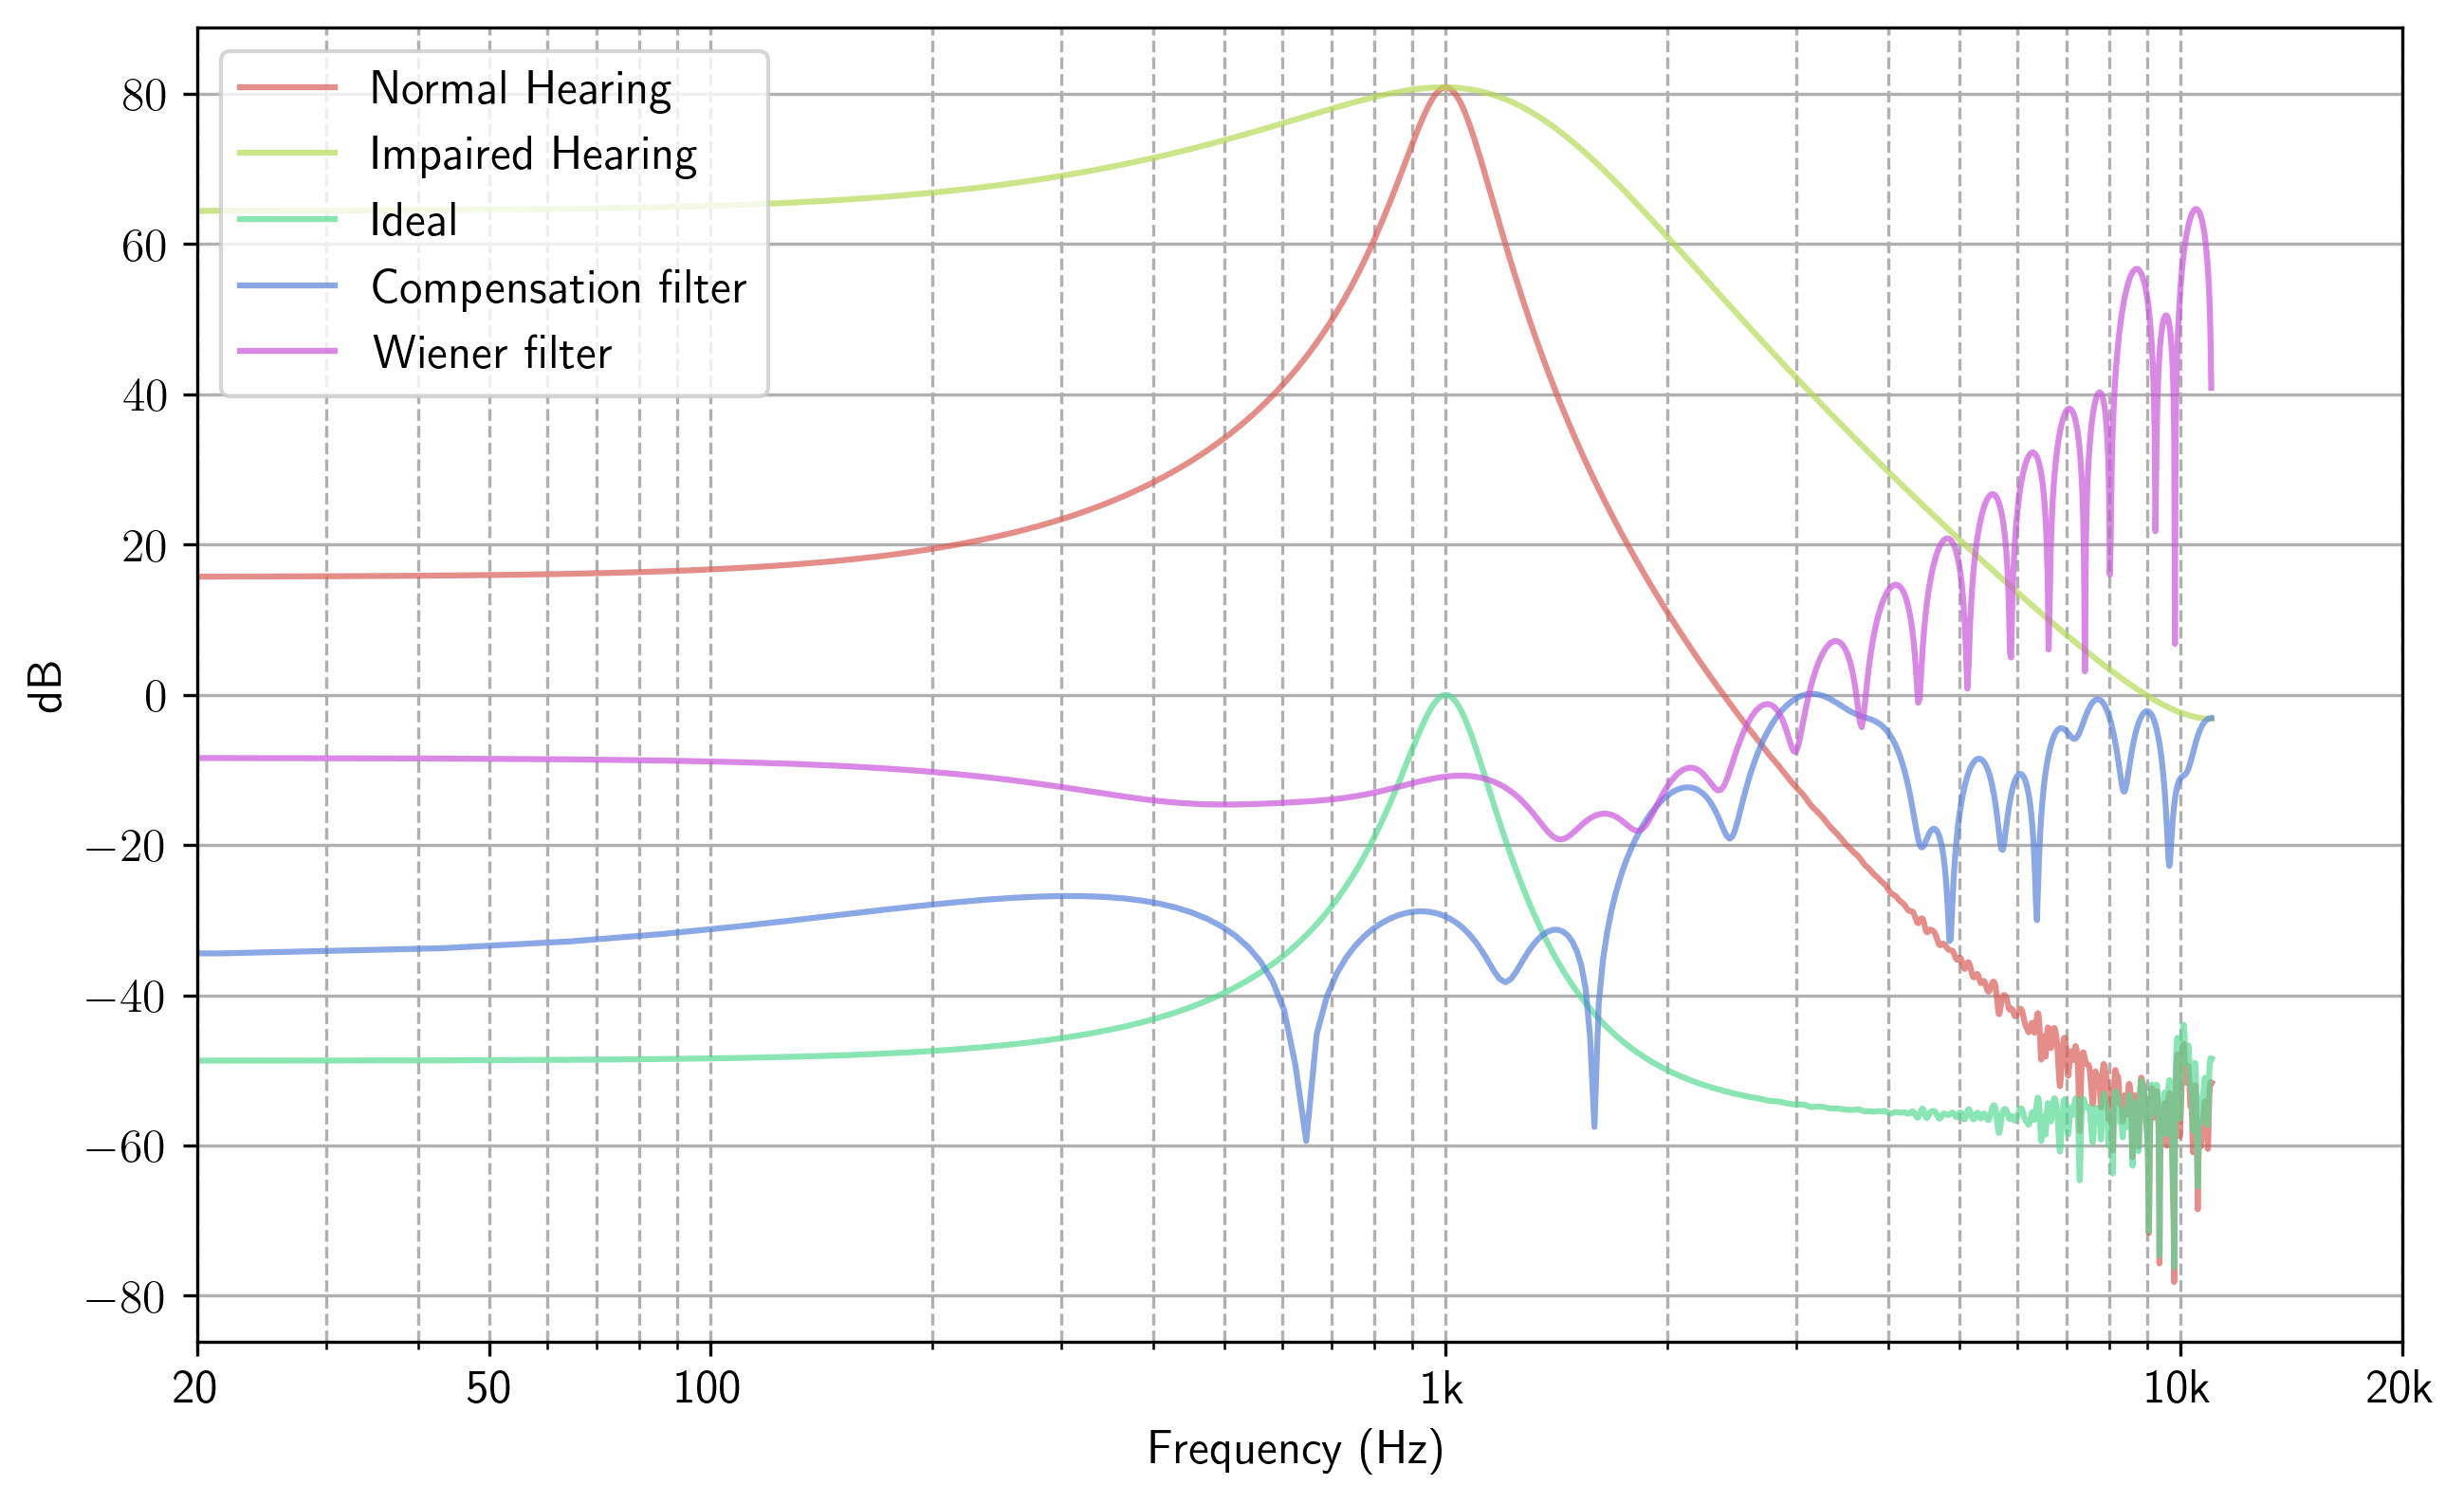 Normal Hearing
Impaired Hearing
Ideal
Compensation filter
Wiener filter
80
60
40
20
0
−20
−40
−60
−80
dB
20 50 100 1k 10k 20k
Frequency (Hz)